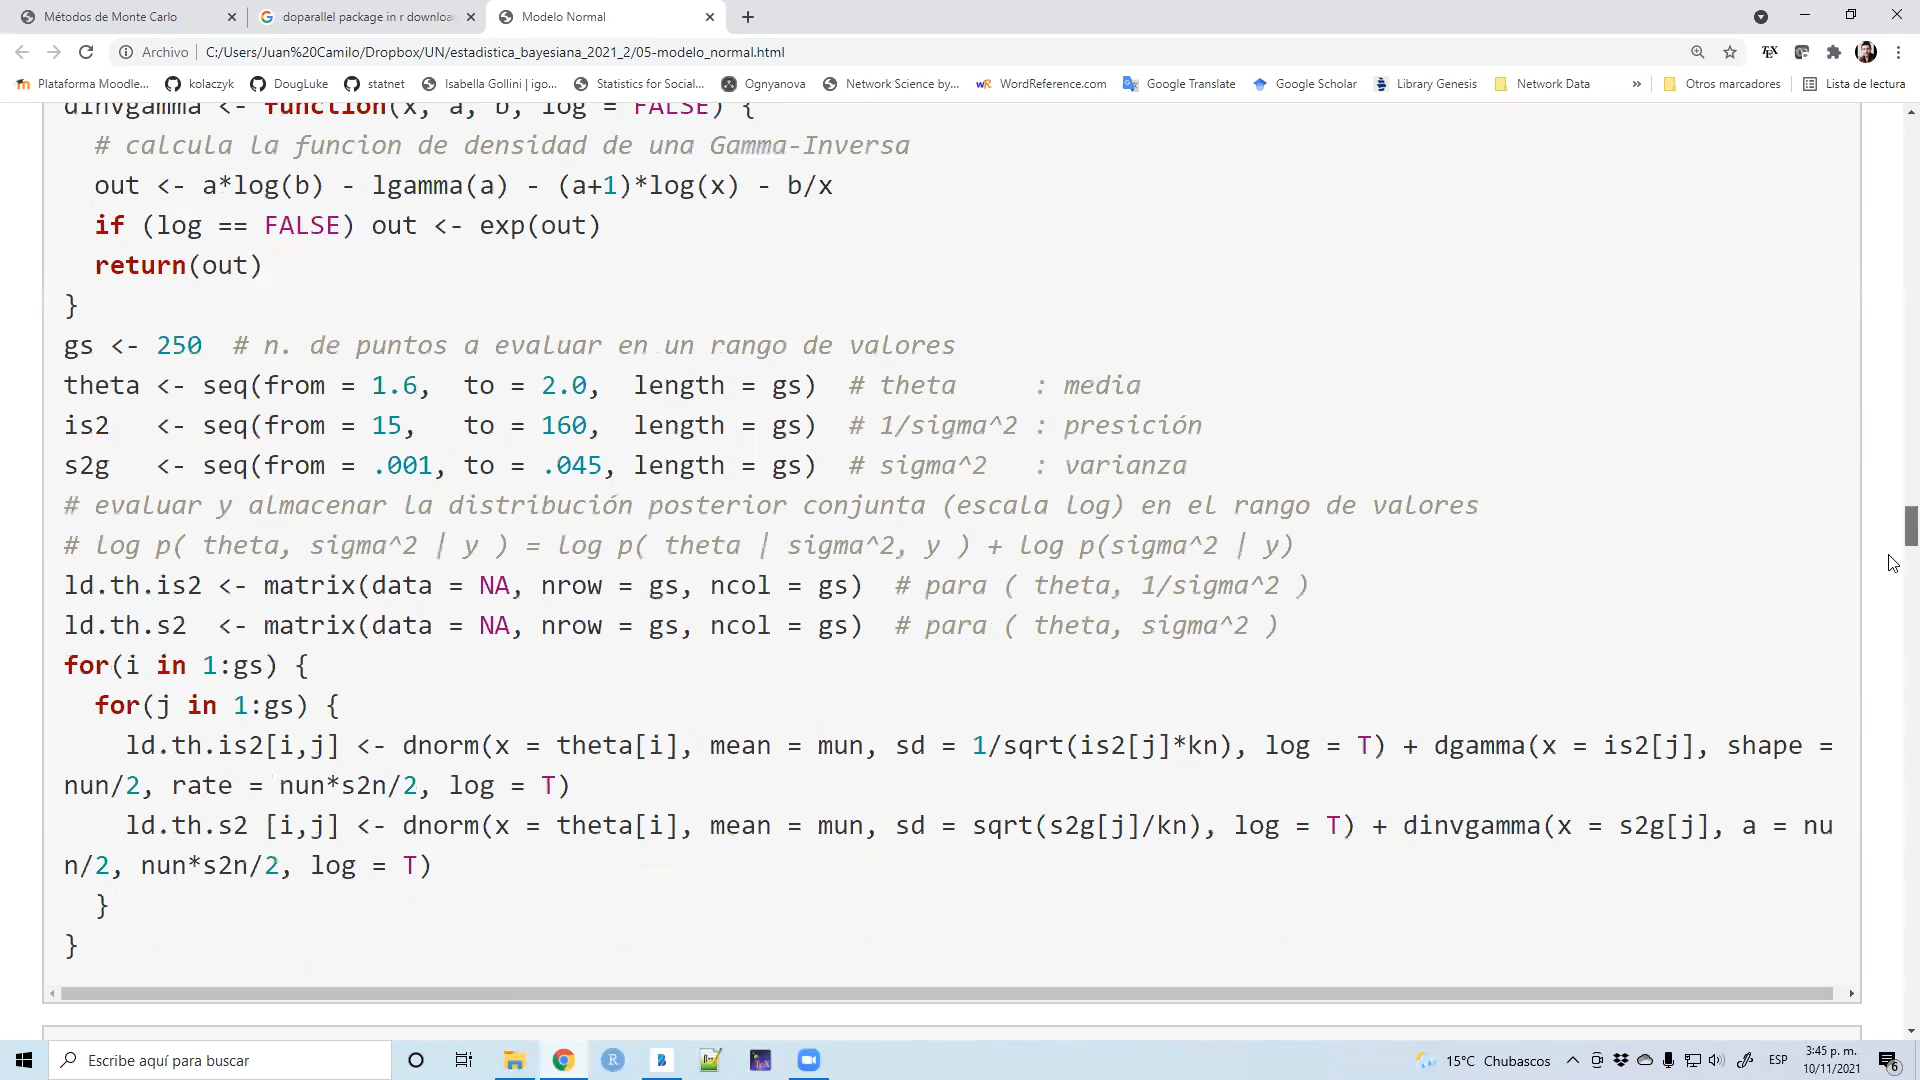 Métodos de Monte Carlo
doparallel package in r downloa
Modelo Normal
Archivo
C:/Users/Juan%20Camilo/Dropbox/UN/estadistica_bayesiana_2021_2/05-modelo_normal.html
Plataforma Moodle...
kolaczyk
DougLuke
statnet
Isabella Gollini | igo...
Statistics for Social...
Ognyanova
Network Science by...
WordReference.com
Google Translate
Google Scholar
Library Genesis
Network Data
»
Otros marcadores
Lista de lectura
dinvgamma <- function(x, a, b, log = FALSE) {
# calcula la funcion de densidad de una Gamma-Inversa
out <- a*log(b) - lgamma(a) - (a+1)*log(x) - b/x
if (log == FALSE) out <- exp(out)
return(out)
}
gs <- 250 # n. de puntos a evaluar en un rango de valores
theta <- seq(from = 1.6, to = 2.0, length = gs) # theta : media
is2 <- seq(from = 15, to = 160, length = gs) # 1/sigma^2 : presición
s2g <- seq(from = .001, to = .045, length = gs) # sigma^2 : varianza
# evaluar y almacenar la distribución posterior conjunta (escala log) en el rango de valores
# log p( theta, sigma^2 | y ) = log p( theta | sigma^2, y ) + log p(sigma^2 | y)
ld.th.is2 <- matrix(data = NA, nrow = gs, ncol = gs) # para ( theta, 1/sigma^2 )
ld.th.s2 <- matrix(data = NA, nrow = gs, ncol = gs) # para ( theta, sigma^2 )
for(i in 1:gs) {
for(j in 1:gs) {
ld.th.is2[i,j] <- dnorm(x = theta[i], mean = mun, sd = 1/sqrt(is2[j]*kn), log = T) + dgamma(x = is2[j], shape =
nun/2, rate = nun*s2n/2, log = T)
ld.th.s2 [i,j] <- dnorm(x = theta[i], mean = mun, sd = sqrt(s2g[j]/kn), log = T) + dinvgamma(x = s2g[j], a = nu
n/2, nun*s2n/2, log = T)
}
}
Escribe aquí para buscar
15°C Chubascos
ESP
3:45 p. m.
10/11/2021
6